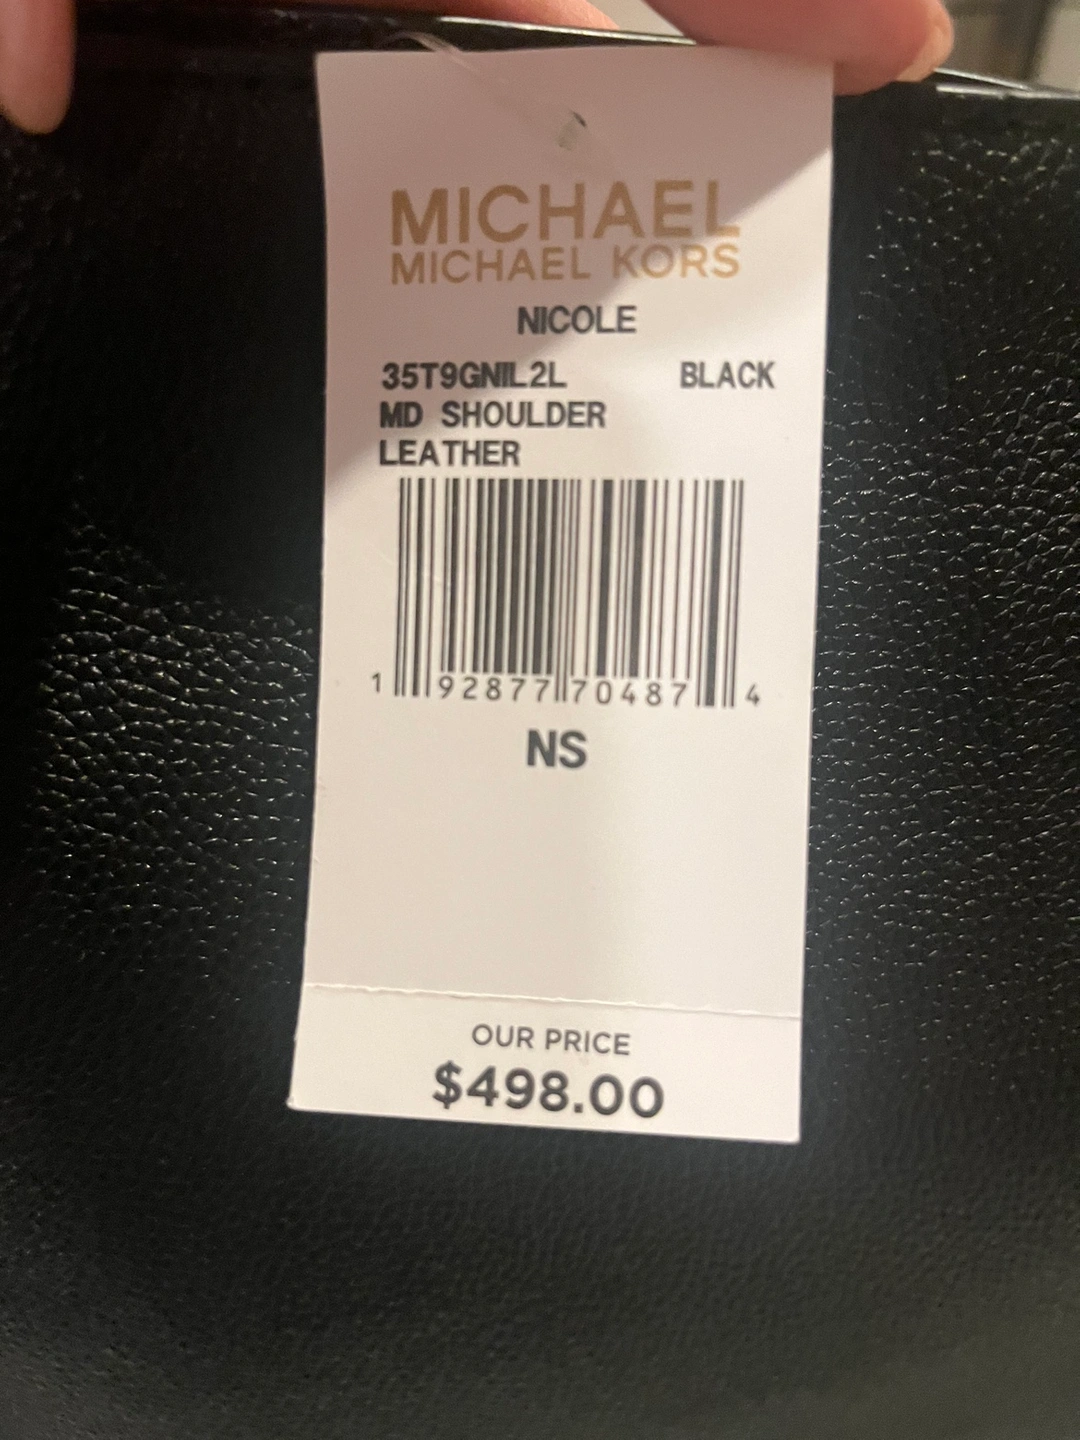 MICHAEL
MICHAEL KORS
NICOLE
35T9GNIL2L BLACK
MD SHOULDER
LEATHER
1 92877 70487 4
NS
OUR PRICE
$498.00